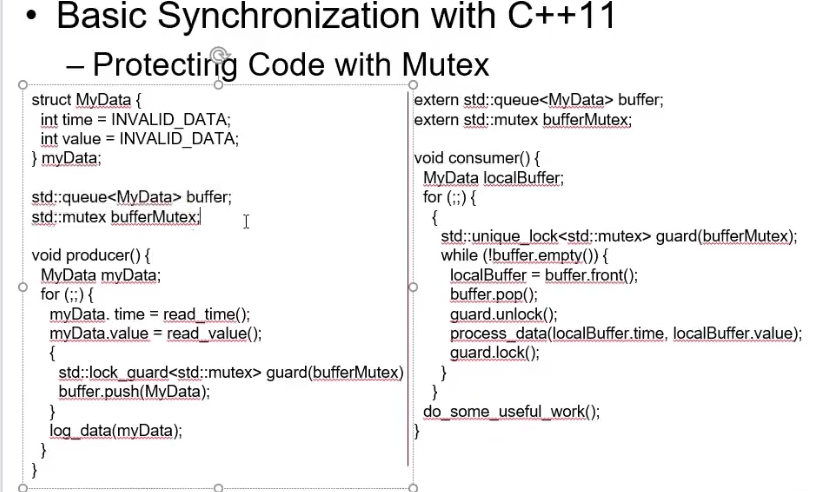 • Basic Synchronization with C++11
– Protecting Code with Mutex
struct MyData {
int time = INVALID_DATA;
int value = INVALID_DATA;
} myData;
std::queue<MyData> buffer;
std::mutex bufferMutex;
void producer() {
MyData myData;
for (;;) {
myData. time = read_time();
myData.value = read_value();
{
std::lock_guard<std::mutex> guard(bufferMutex)
buffer.push(MyData);
}
log_data(myData);
}
}
extern std::queue<MyData> buffer;
extern std::mutex bufferMutex;
void consumer() {
MyData localBuffer;
for (;;) {
{
std::unique_lock<std::mutex> guard(bufferMutex);
while (!buffer.empty()) {
localBuffer = buffer.front();
buffer.pop();
guard.unlock();
process_data(localBuffer.time, localBuffer.value);
guard.lock();
}
}
do_some_useful_work();
}